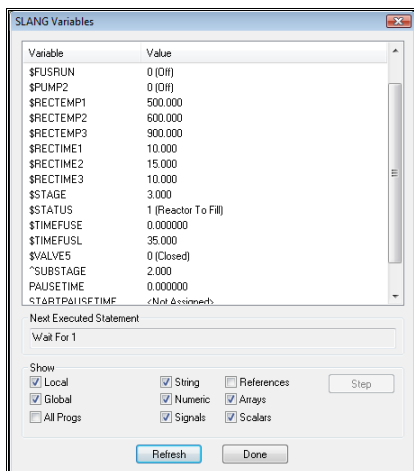 SLANG Variables
Variable Value
$FUSRUN 0 (Off)
$PUMP2 0 (Off)
$RECTEMP1 500.000
$RECTEMP2 600.000
$RECTEMP3 900.000
$RECTIME1 10.000
$RECTIME2 15.000
$RECTIME3 10.000
$STAGE 3.000
$STATUS 1 (Reactor To Fill)
$TIMEFUSE 0.000000
$TIMEFUSL 35.000
$VALVE5 0 (Closed)
^SUBSTAGE 2.000
PAUSETIME 0.000000
STARTPAUSETIME <Not Assigned>
Next Executed Statement
Wait For 1
Show
Local String References Step
Global Numeric Arrays
All Progs Signals Scalars
Refresh Done